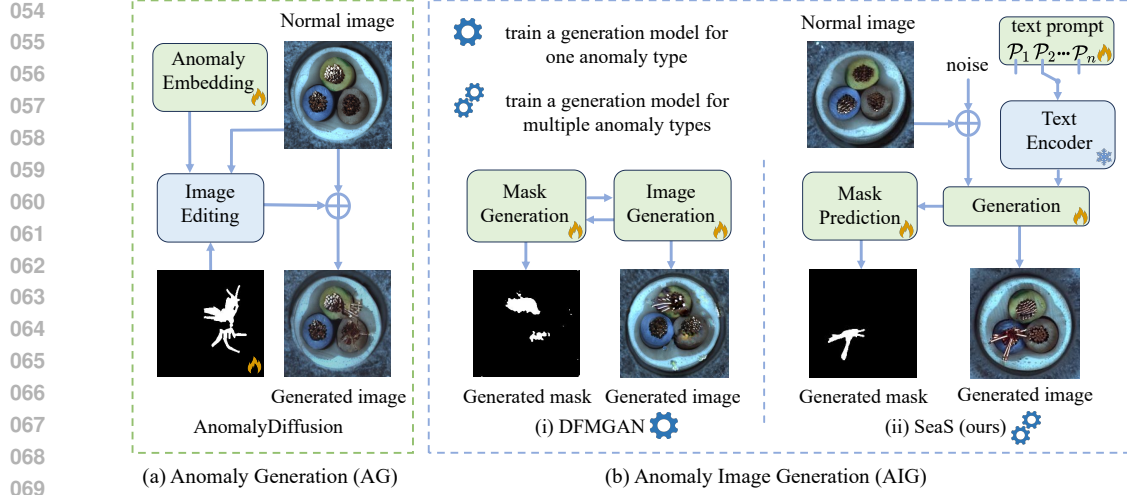 054
055
056
057
058
059
060
061
062
063
064
065
066
067
068
069
Normal image
Anomaly
Embedding
Image
Editing
Generated image
AnomalyDiffusion
(a) Anomaly Generation (AG)
train a generation model for
one anomaly type
train a generation model for
multiple anomaly types
Mask
Generation
Image
Generation
Generated mask
Generated image
(i) DFMGAN
Normal image
noise
text prompt
𝒫1 𝒫2 ··· 𝒫n
Text
Encoder
Mask
Prediction
Generation
Generated mask
Generated image
(ii) SeaS (ours)
(b) Anomaly Image Generation (AIG)